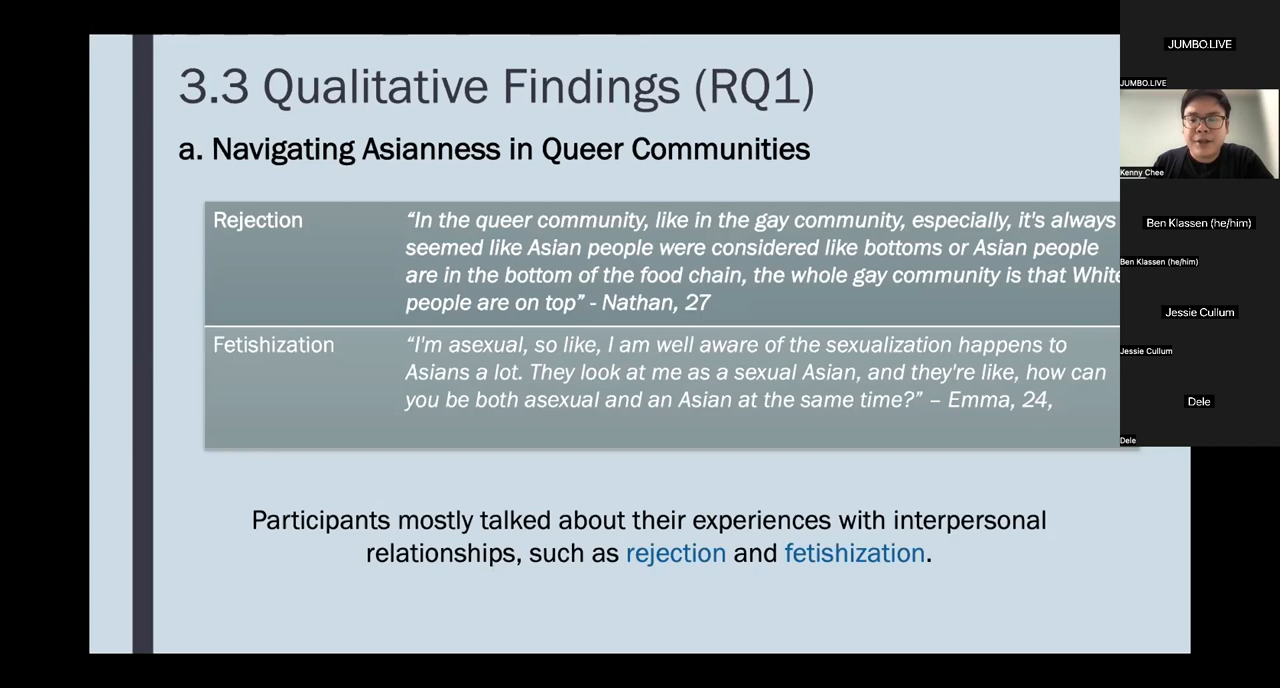 3.3 Qualitative Findings (RQ1)
a. Navigating Asianness in Queer Communities
Rejection
“In the queer community, like in the gay community, especially, it's always
seemed like Asian people were considered like bottoms or Asian people
are in the bottom of the food chain, the whole gay community is that White
people are on top” - Nathan, 27
Fetishization
“I'm asexual, so like, I am well aware of the sexualization happens to
Asians a lot. They look at me as a sexual Asian, and they're like, how can
you be both asexual and an Asian at the same time?” – Emma, 24,
Participants mostly talked about their experiences with interpersonal
relationships, such as rejection and fetishization.
JUMBO.LIVE
JUMBO.LIVE
Kenny Chee
Ben Klassen (he/him)
Ben Klassen (he/him)
Jessie Cullum
Jessie Cullum
Dele
Dele